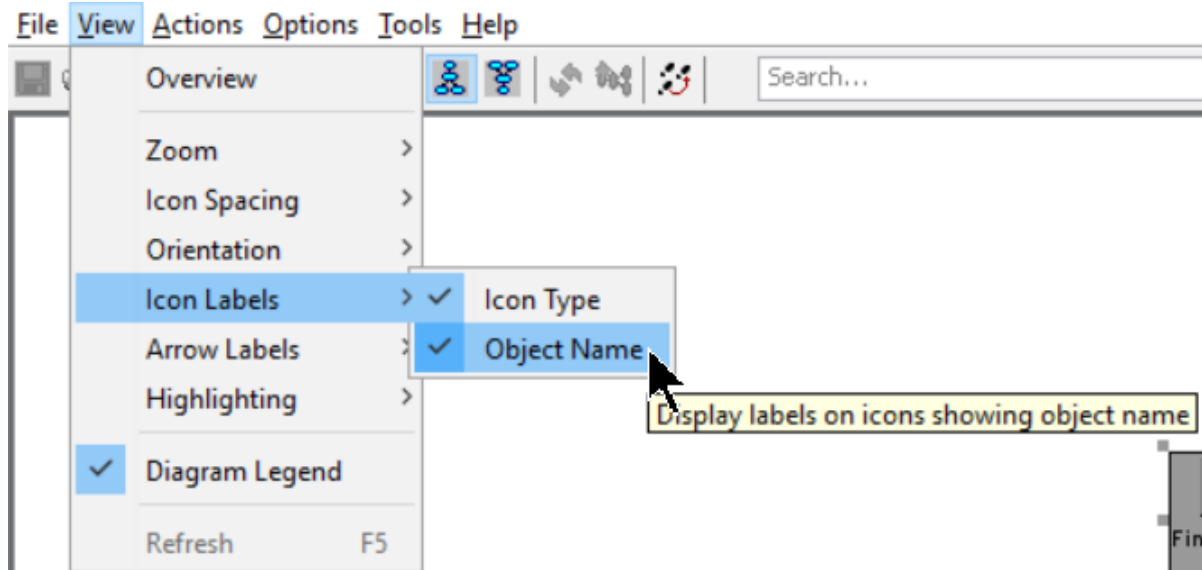 File View Actions Options Tools Help
Search...
Overview
Zoom
Icon Spacing
Orientation
Icon Labels
Icon Type
Arrow Labels
Object Name
Highlighting
Display labels on icons showing object name
Diagram Legend
Refresh F5
Fin